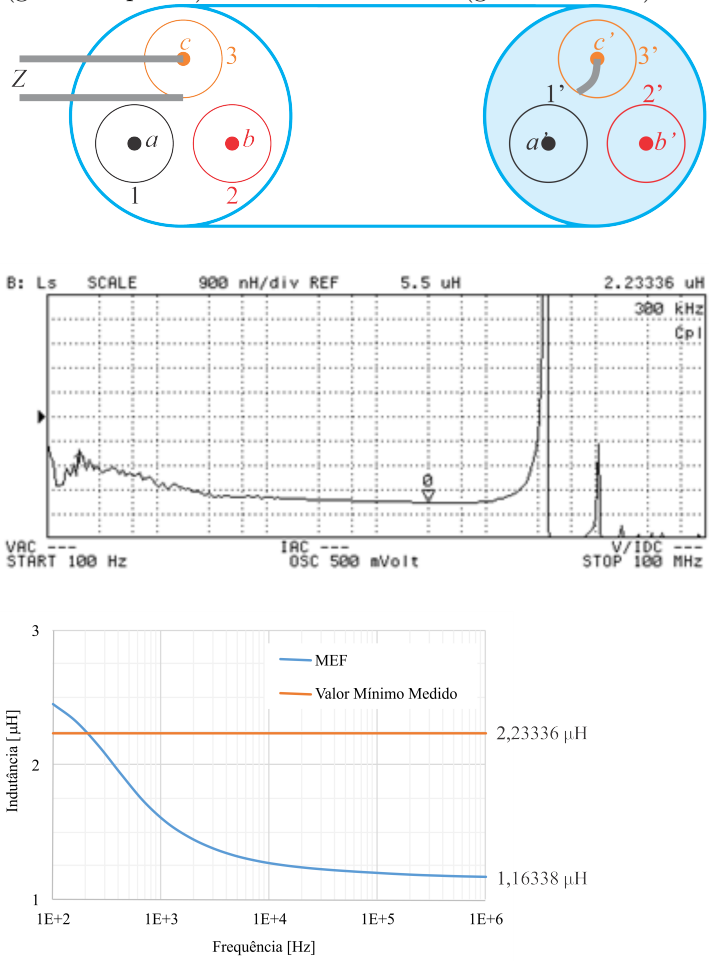 c
3
Z
a
b
1
2
c'
3'
1'
2'
a'
b'
B: Ls SCALE 900 nH/div REF 5.5 uH 2.23336 uH
300 kHz
Cpl
0
VAC --- IAC --- V/IDC ---
START 100 Hz OSC 500 mVolt STOP 100 MHz
3
MEF
Valor Mínimo Medido
2,23336 μH
2
Indutância [μH]
1,16338 μH
1
1E+2 1E+3 1E+4 1E+5 1E+6
Frequência [Hz]